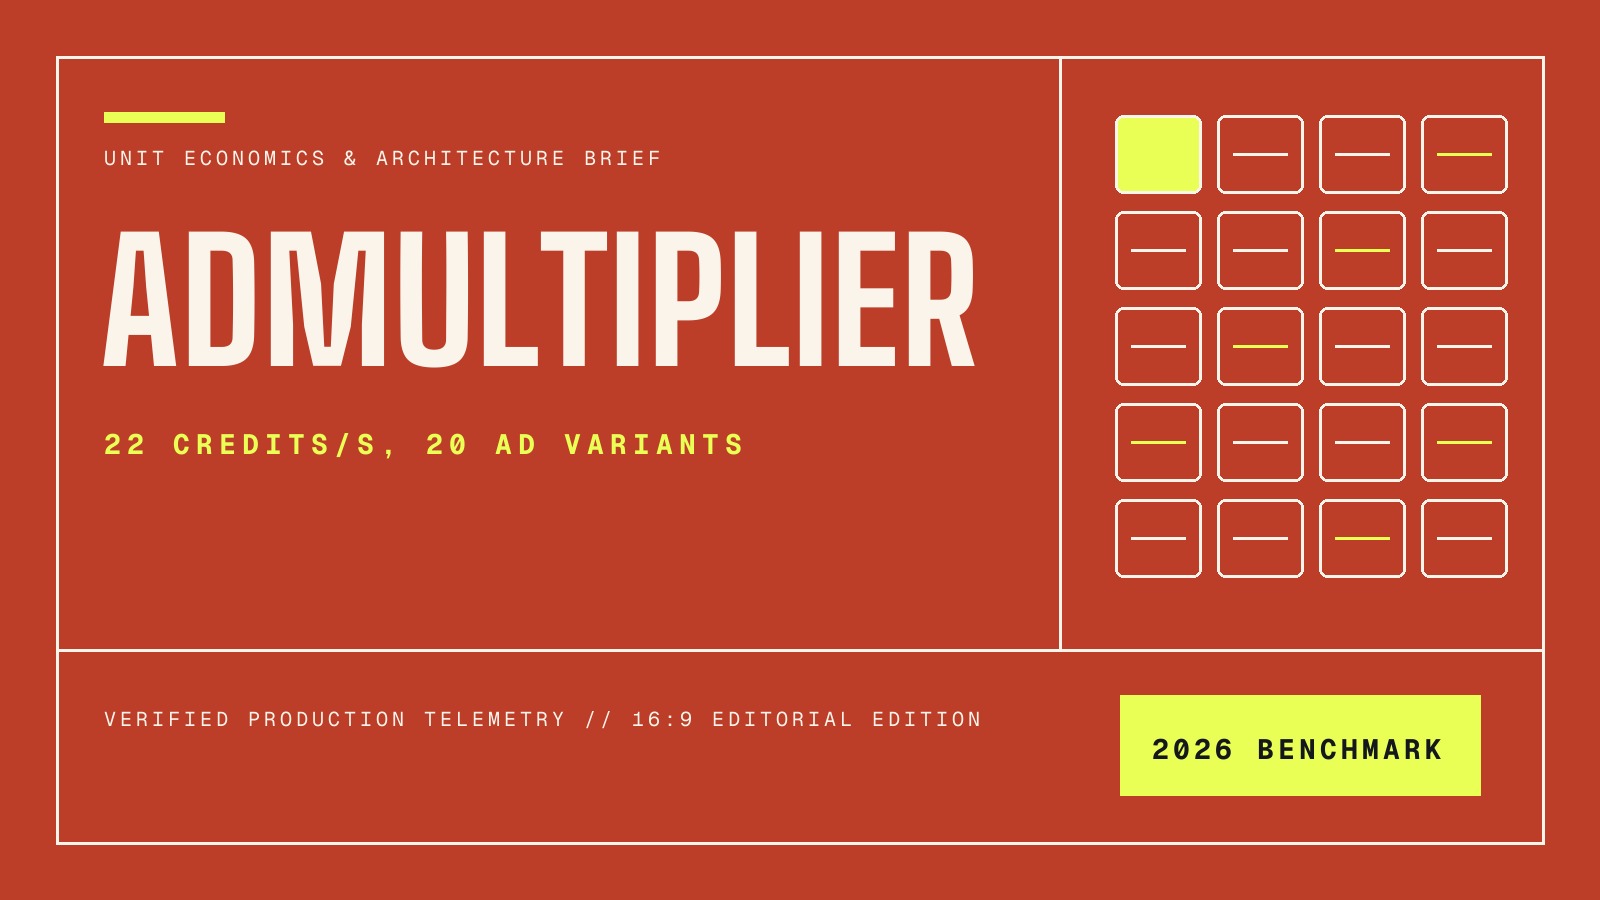 UNIT ECONOMICS & ARCHITECTURE BRIEF
ADMULTIPLIER
22 CREDITS/S, 20 AD VARIANTS
VERIFIED PRODUCTION TELEMETRY // 16:9 EDITORIAL EDITION
2026 BENCHMARK